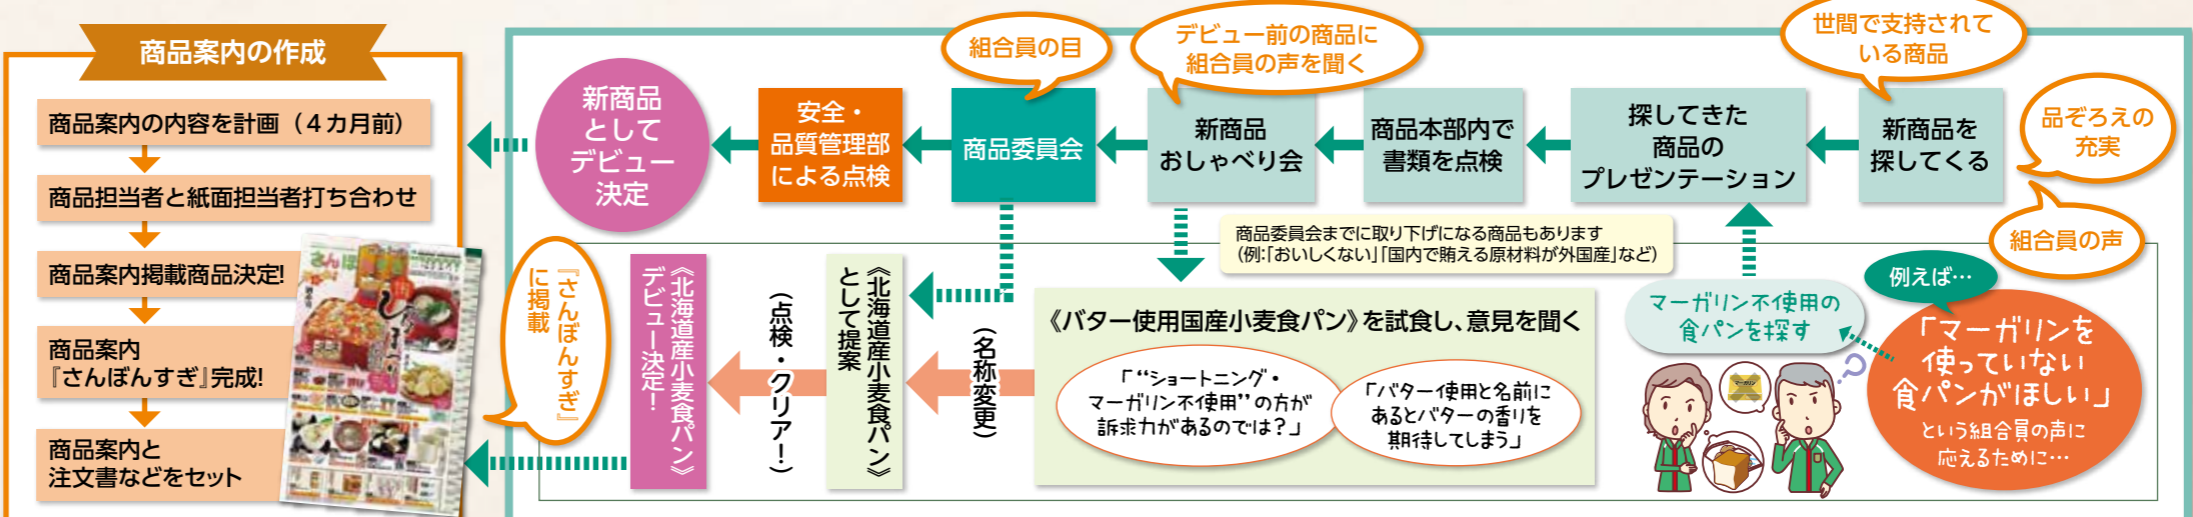 商品案内の作成
商品案内の内容を計画（４カ月前）
商品担当者と紙面担当者打ち合わせ
商品案内掲載商品決定!
商品案内
『さんぼんすぎ』完成!
商品案内と
注文書などをセット
『さんぼんすぎ』
に掲載
新商品
として
デビュー
決定
安全・
品質管理部
による点検
組合員の目
商品委員会
デビュー前の商品に
組合員の声を聞く
新商品
おしゃべり会
商品本部内で
書類を点検
探してきた
商品の
プレゼンテーション
世間で支持されて
いる商品
新商品を
探してくる
品ぞろえの
充実
組合員の声
商品委員会までに取り下げになる商品もあります
（例:「おいしくない」「国内で賄える原材料が外国産」など）
例えば…
「マーガリンを
使っていない
食パンがほしい」
という組合員の声に
応えるために…
マーガリン不使用の
食パンを探す
マーガリン
《バター使用国産小麦食パン》を試食し、意見を聞く
「“ショートニング・
マーガリン不使用”の方が
訴求力があるのでは？」
「バター使用と名前に
あるとバターの香りを
期待してしまう」
（名称変更）
《北海道産小麦食パン》
として提案
（点検・クリアー！）
《北海道産小麦食パン》
デビュー決定！
さんぼんすぎ